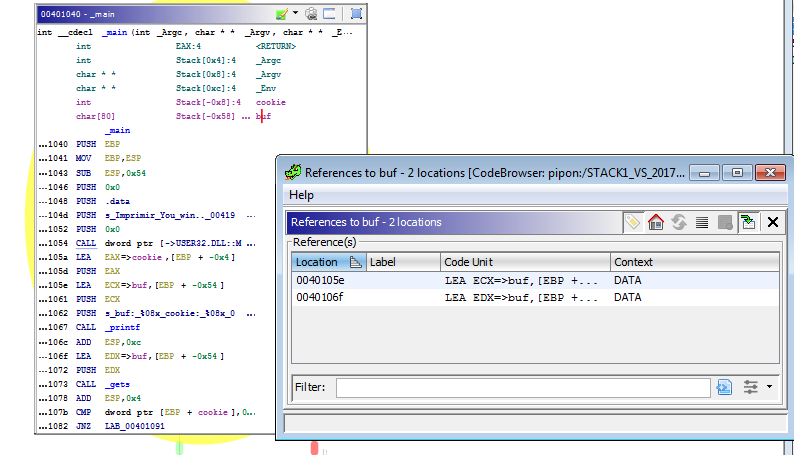 00401040 - _main
int __cdecl _main (int _Argc, char * * _Argv, char * * _E...
int EAX:4 <RETURN>
int Stack[0x4]:4 _Argc
char * * Stack[0x8]:4 _Argv
char * * Stack[0xc]:4 _Env
int Stack[-0x8]:4 cookie
char[80] Stack[-0x58] ... buf
_main
...1040 PUSH EBP
...1041 MOV EBP,ESP
...1043 SUB ESP,0x54
...1046 PUSH 0x0
...1048 PUSH .data
...104d PUSH s_Imprimir_You_win.._00419 ...
...1052 PUSH 0x0
...1054 CALL dword ptr [->USER32.DLL::M ...
...105a LEA EAX=>cookie,[EBP + -0x4]
...105d PUSH EAX
...105e LEA ECX=>buf,[EBP + -0x54]
...1061 PUSH ECX
...1062 PUSH s_buf:_%08x_cookie:_%08x_0 ...
...1067 CALL _printf
...106c ADD ESP,0xc
...106f LEA EDX=>buf,[EBP + -0x54]
...1072 PUSH EDX
...1073 CALL _gets
...1078 ADD ESP,0x4
...107b CMP dword ptr [EBP + cookie],0...
...1082 JNZ LAB_00401091
References to buf - 2 locations [CodeBrowser: pipon:/STACK1_VS_2017...
Help
References to buf - 2 locations
Reference(s)
Location Label Code Unit Context
0040105e LEA ECX=>buf,[EBP +... DATA
0040106f LEA EDX=>buf,[EBP +... DATA
Filter: